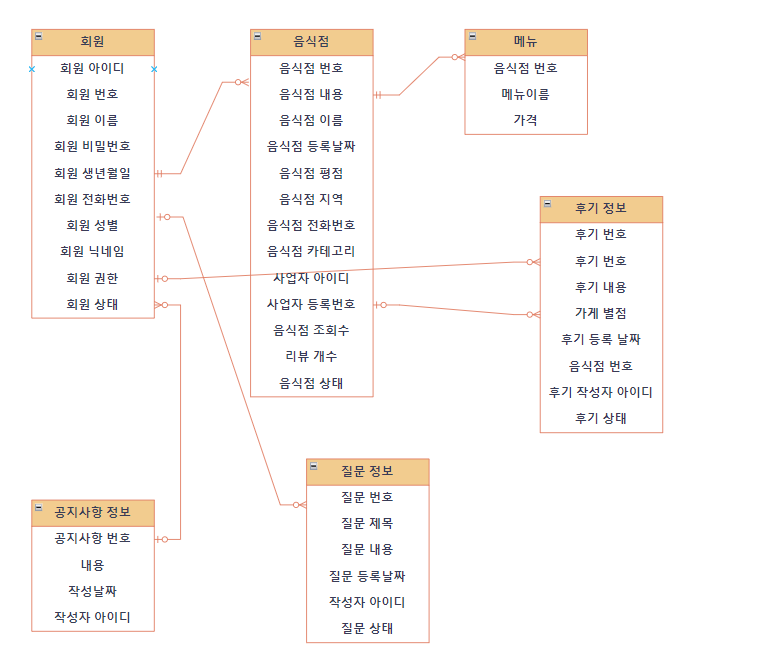 회원
회원 아이디
회원 번호
회원 이름
회원 비밀번호
회원 생년월일
회원 전화번호
회원 성별
회원 닉네임
회원 권한
회원 상태
음식점
음식점 번호
음식점 내용
음식점 이름
음식점 등록날짜
음식점 평점
음식점 지역
음식점 전화번호
음식점 카테고리
사업자 아이디
사업자 등록번호
음식점 조회수
리뷰 개수
음식점 상태
메뉴
음식점 번호
메뉴이름
가격
후기 정보
후기 번호
후기 번호
후기 내용
가게 별점
후기 등록 날짜
음식점 번호
후기 작성자 아이디
후기 상태
공지사항 정보
공지사항 번호
내용
작성날짜
작성자 아이디
질문 정보
질문 번호
질문 제목
질문 내용
질문 등록날짜
작성자 아이디
질문 상태